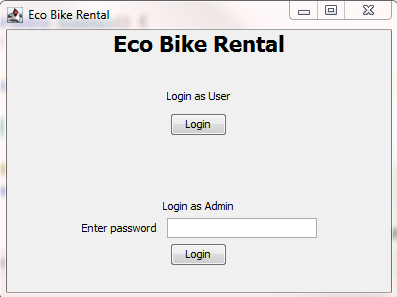 Eco Bike Rental
Eco Bike Rental
Login as User
Login
Login as Admin
Enter password
Login